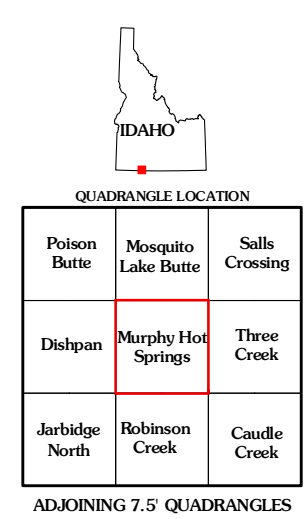 IDAHO
QUADRANGLE LOCATION
Poison
Butte
Mosquito
Lake Butte
Salls
Crossing
Dishpan
Murphy Hot
Springs
Three
Creek
Jarbidge
North
Robinson
Creek
Caudle
Creek
ADJOINING 7.5' QUADRANGLES